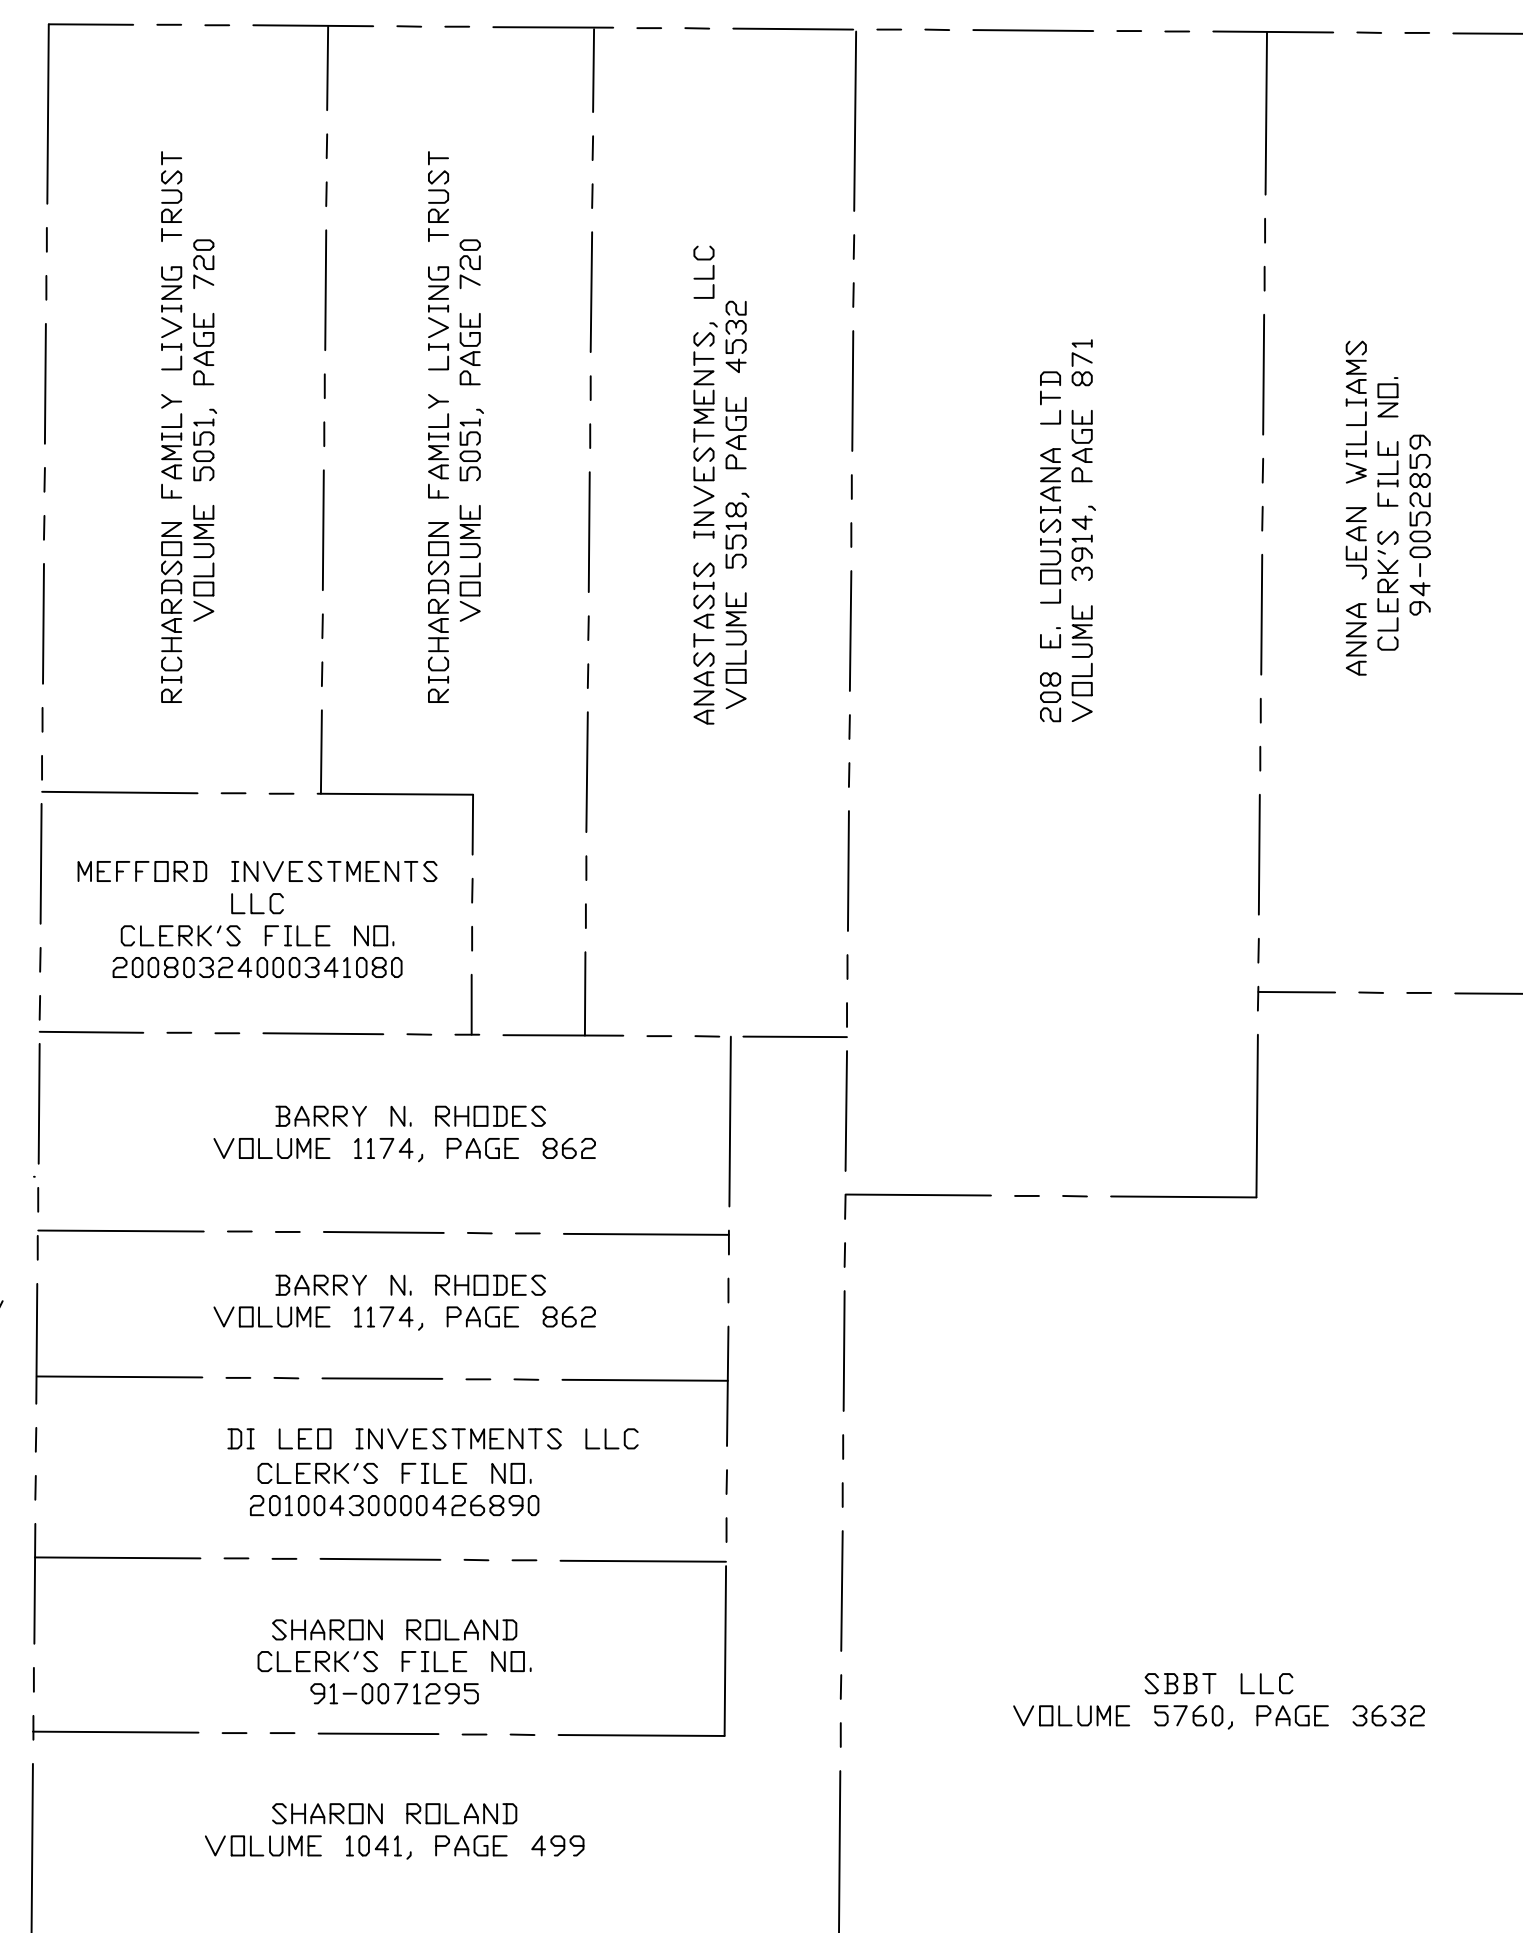 RICHARDSON FAMILY LIVING TRUST
VOLUME 5051, PAGE 720
RICHARDSON FAMILY LIVING TRUST
VOLUME 5051, PAGE 720
ANASTASIS INVESTMENTS, LLC
VOLUME 5518, PAGE 4532
208 E. LOUISIANA LTD
VOLUME 3914, PAGE 871
ANNA JEAN WILLIAMS
CLERK'S FILE NO.
94-0052859
MEFFORD INVESTMENTS
LLC
CLERK'S FILE NO.
20080324000341080
BARRY N. RHODES
VOLUME 1174, PAGE 862
BARRY N. RHODES
VOLUME 1174, PAGE 862
DI LEO INVESTMENTS LLC
CLERK'S FILE NO.
20100430000426890
SHARON ROLAND
CLERK'S FILE NO.
91-0071295
SBBT LLC
VOLUME 5760, PAGE 3632
SHARON ROLAND
VOLUME 1041, PAGE 499